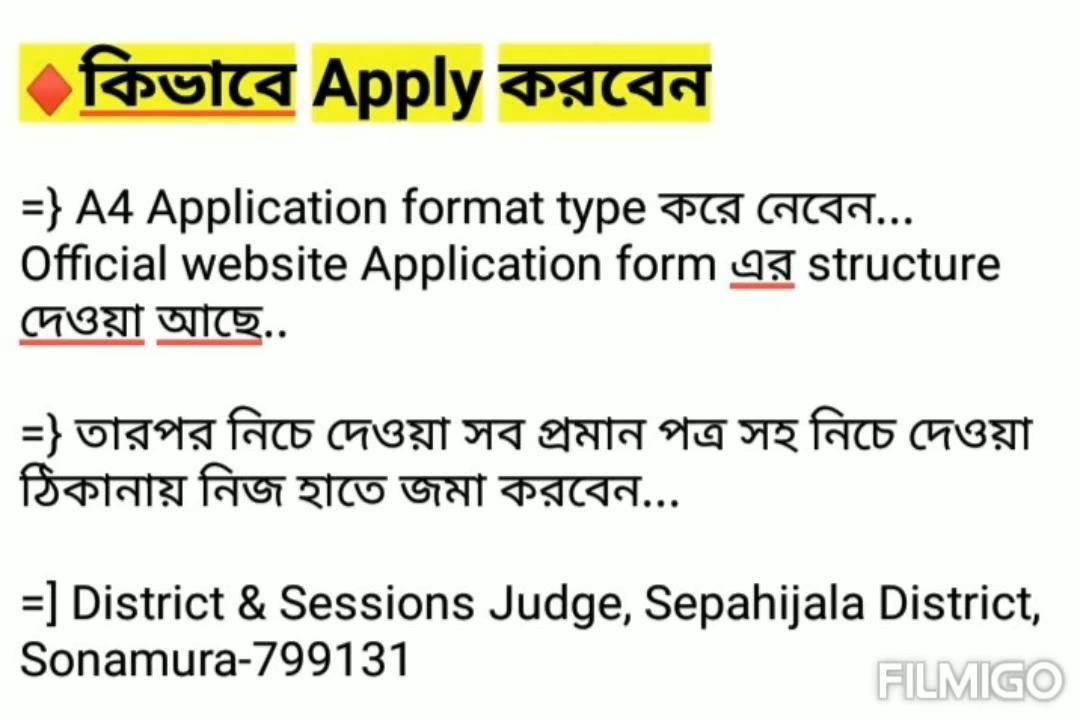 ♦কিভাবে Apply করবেন
=} A4 Application format type করে নেবেন...
Official website Application form এর structure
দেওয়া আছে..
=} তারপর নিচে দেওয়া সব প্রমান পত্র সহ নিচে দেওয়া
ঠিকানায় নিজ হাতে জমা করবেন...
=] District & Sessions Judge, Sepahijala District,
Sonamura-799131
FILMIGO